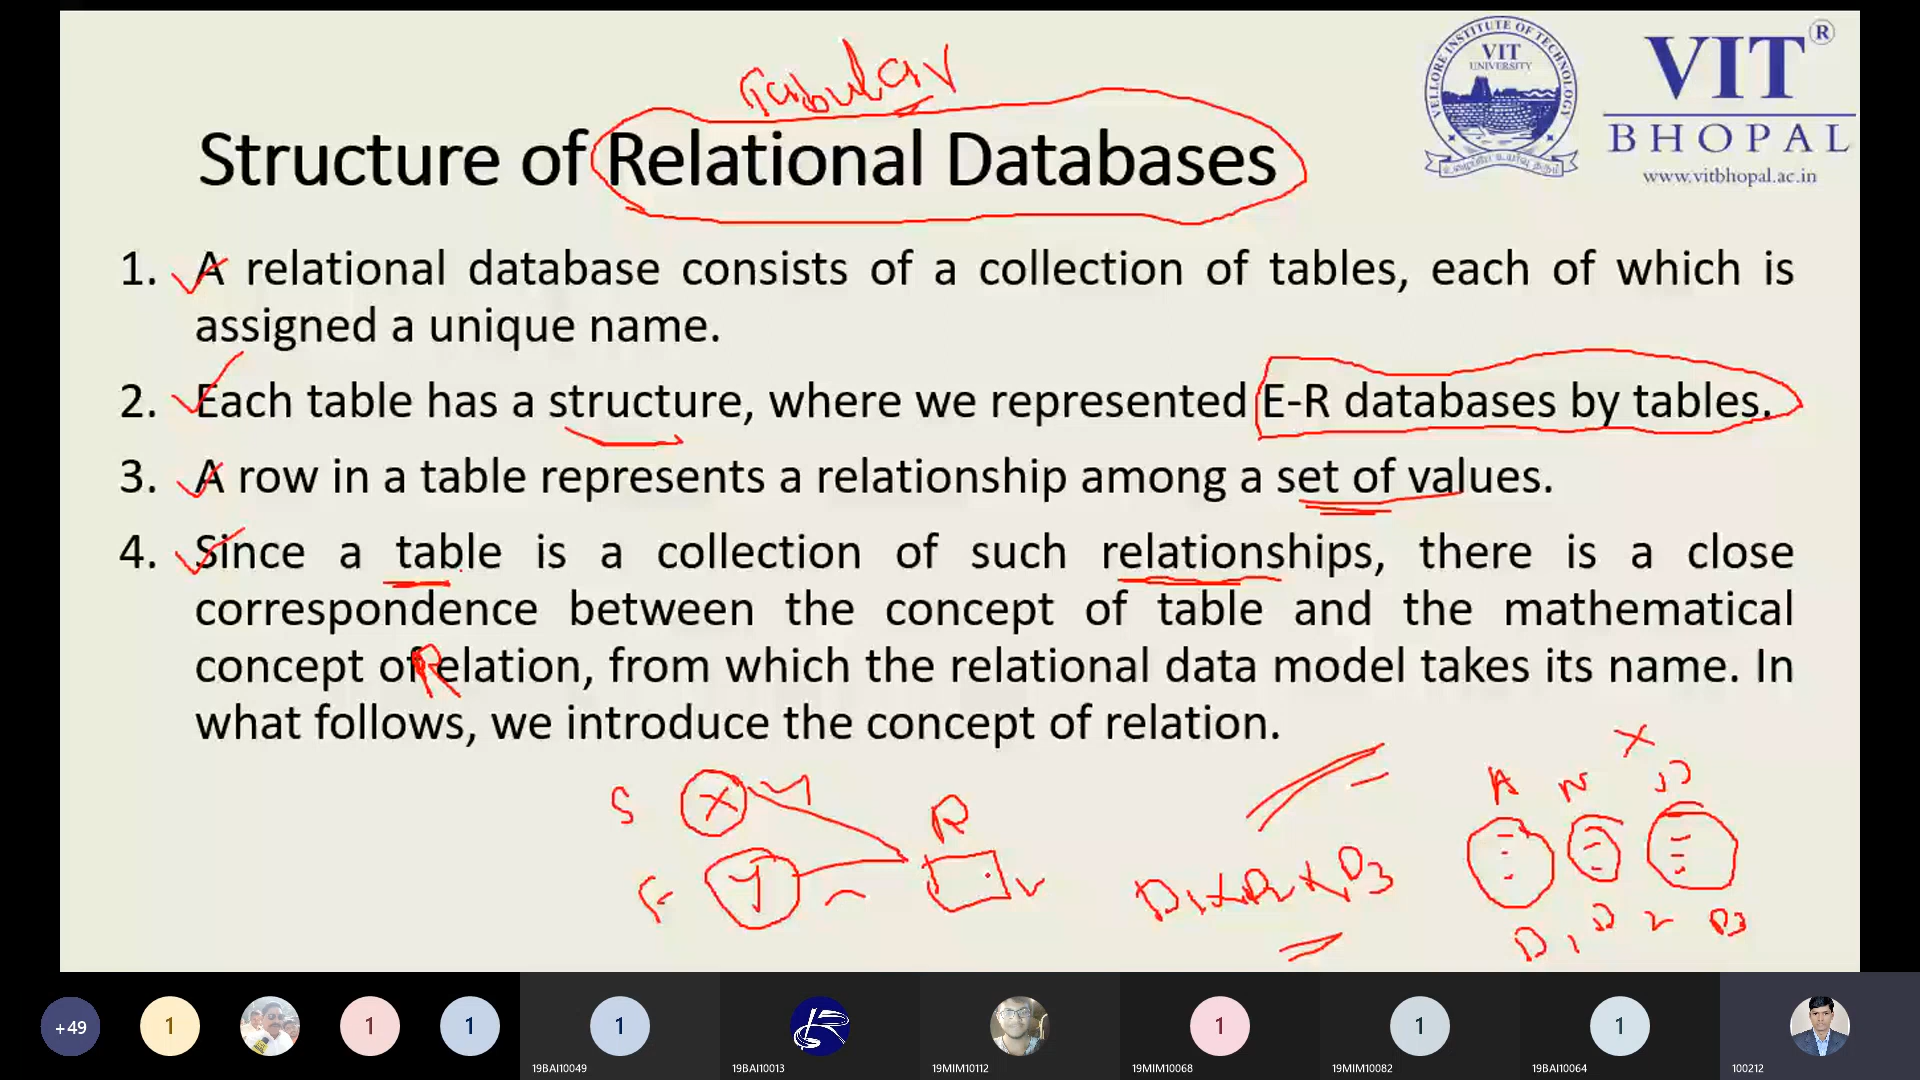 Tabular
VELLORE INSTITUTE OF TECHNOLOGY
VIT
UNIVERSITY
VIT®
BHOPAL
www.vitbhopal.ac.in
Structure of Relational Databases
1. A relational database consists of a collection of tables, each of which is
assigned a unique name.
2. Each table has a structure, where we represented E-R databases by tables.
3. A row in a table represents a relationship among a set of values.
4. Since a table is a collection of such relationships, there is a close
correspondence between the concept of table and the mathematical
concept of Relation, from which the relational data model takes its name. In
what follows, we introduce the concept of relation.
S X R
F Y
D1 X D2 X D3
A N
D1 D2 D3
+49 1 1 1 1 1 1 1
19BAI10049 19BAI10013 19MIM10112 19MIM10068 19MIM10082 19BAI10064 100212